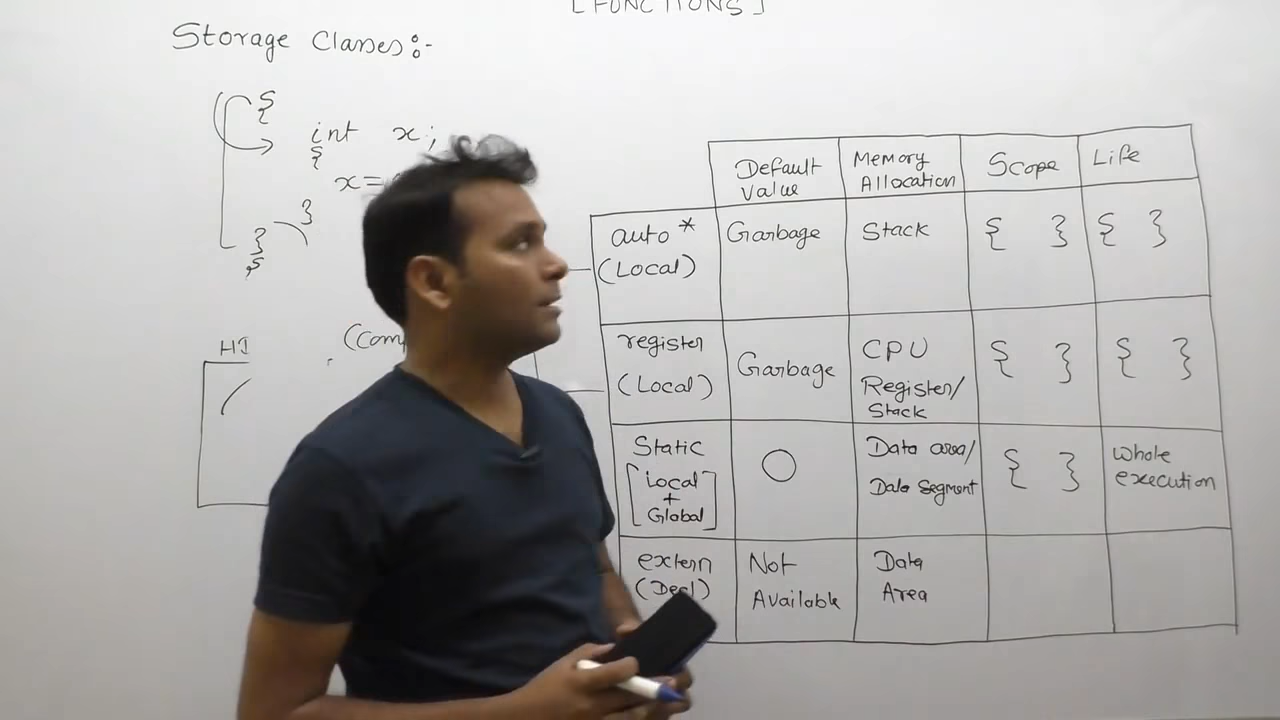 [FUNCTIONS]
Storage Classes:-
{
int x;
{
x=
}
}
HI
Default Value
Memory Allocation
Scope
Life
auto *
(Local)
Garbage
Stack
{ }
{ }
register
(Local)
Garbage
CPU
Register/
Stack
{ }
{ }
Static
[Local
+
Global]
0
Data area/
Data Segment
{ }
Whole
execution
extern
(Decl)
Not
Available
Data
Area